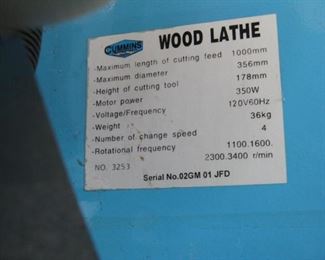 CUMMINS
WOOD LATHE
-Maximum length of cutting feed 1000mm
-Maximum diameter 356mm
-Height of cutting tool 178mm
-Motor power 350W
-Voltage/Frequency 120V60Hz
-Weight 36kg
-Number of change speed 4
-Rotational frequency 1100.1600.
2300.3400 r/min
NO. 3253
Serial No.02GM 01 JFD